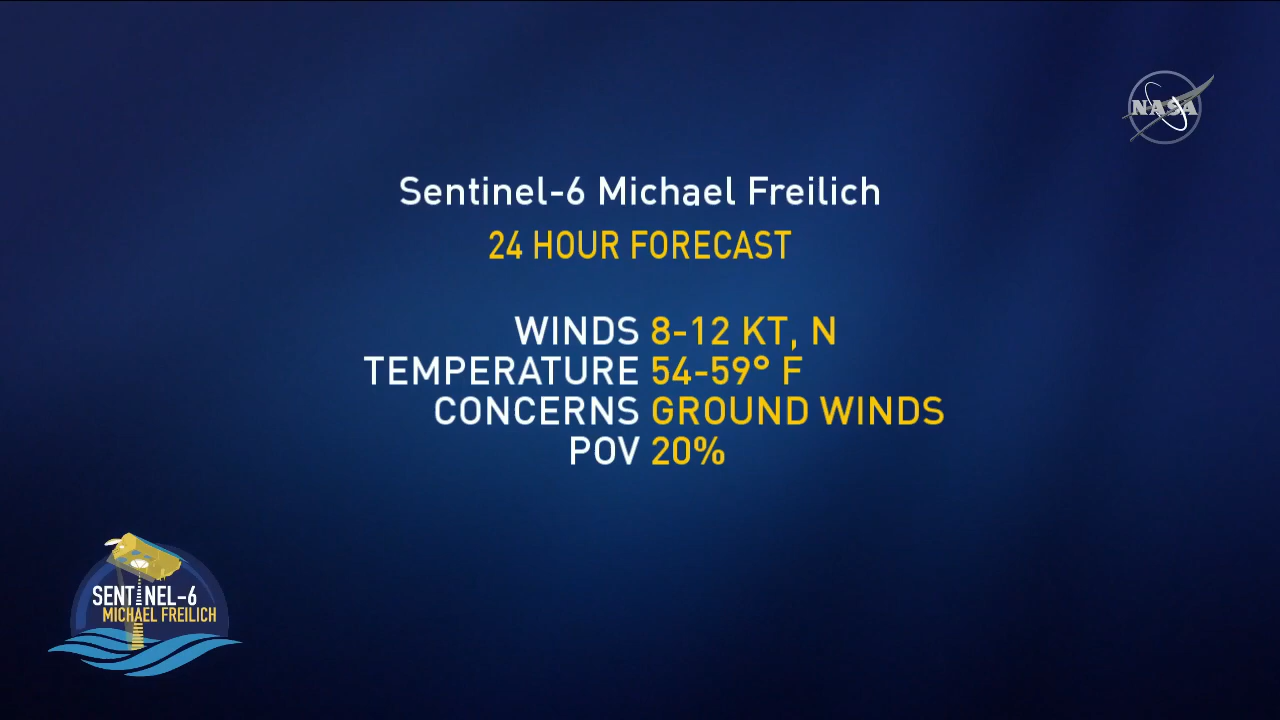 NASA
Sentinel-6 Michael Freilich
24 HOUR FORECAST
WINDS 8-12 KT, N
TEMPERATURE 54-59° F
CONCERNS GROUND WINDS
POV 20%
SENTINEL-6
MICHAEL FREILICH